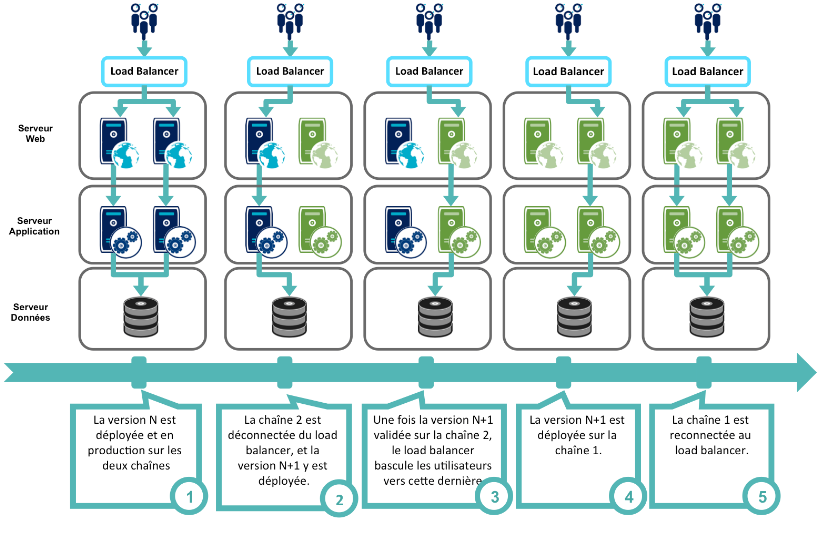 Load Balancer
Load Balancer
Load Balancer
Load Balancer
Load Balancer
Serveur
Web
Serveur
Application
Serveur
Données
La version N est
déployée et en
production sur les
deux chaînes
1
La chaîne 2 est
déconnectée du load
balancer, et la
version N+1 y est
déployée.
2
Une fois la version N+1
validée sur la chaîne 2,
le load balancer
bascule les utilisateurs
vers cette dernière.
3
La version N+1 est
déployée sur la
chaîne 1.
4
La chaîne 1 est
reconnectée au
load balancer.
5